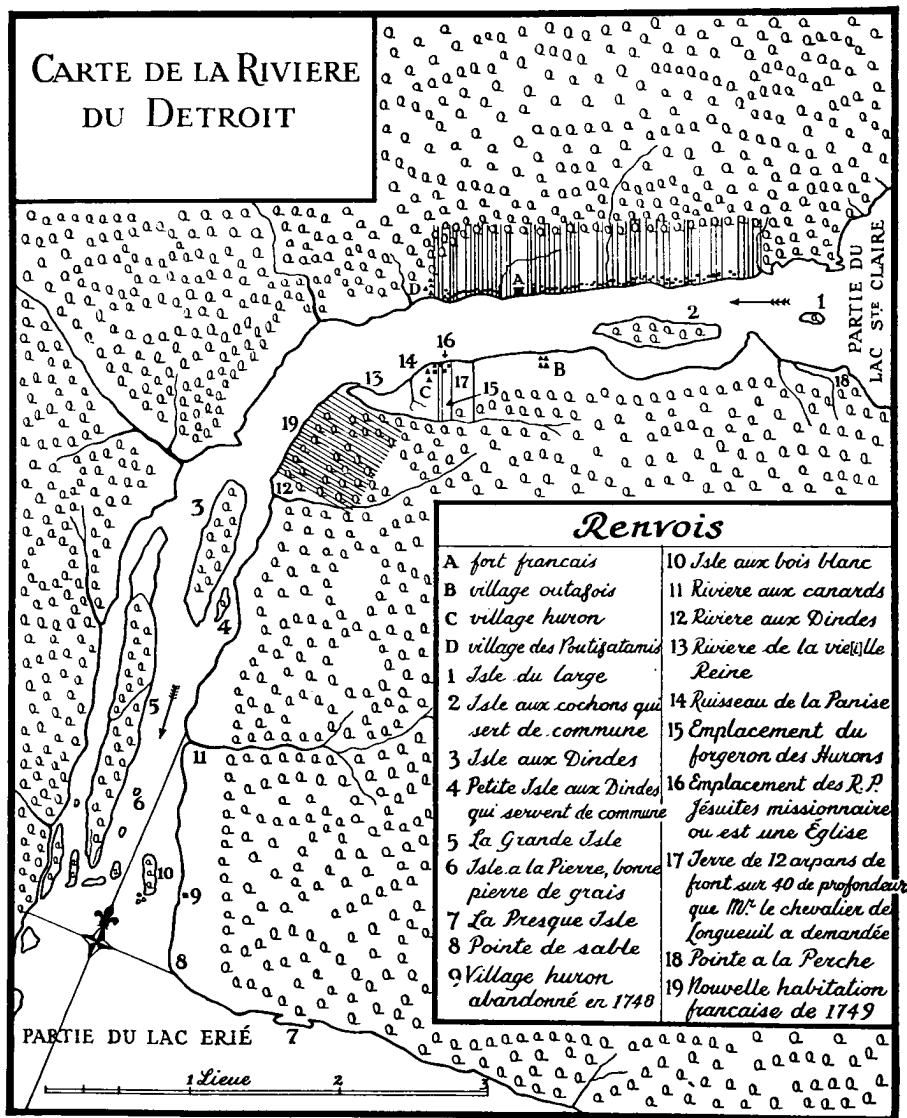 CARTE DE LA RIVIERE
DU DETROIT
PARTIE DU
LAC STE CLAIRE
D
A
1
2
16
14
B
17
15
13
C
18
19
12
3
4
5
11
6
10
9
8
7
PARTIE DU LAC ERIÉ
1 Lieue 2 3
Renvois
A fort francais
B village outafois
C village huron
D village des Poutifatamis
1 Isle du large
2 Isle aux cochons qui
sert de commune
3 Isle aux Dindes
4 Petite Isle aux Dindes
qui servent de commune
5 La Grande Isle
6 Isle a la Pierre, bonne
pierre de grais
7 La Presque Isle
8 Pointe de sable
9 Village huron
abandonné en 1748
10 Isle aux bois blanc
11 Riviere aux canards
12 Riviere aux Dindes
13 Riviere de la vie[i]lle
Reine
14 Ruisseau de la Panise
15 Emplacement du
forgeron des Hurons
16 Emplacement des R.P.
Jésuites missionnaire
ou est une Église
17 Terre de 12 arpans de
front sur 40 de profondeur
que Mr. le chevalier de
Longueuil a demandée
18 Pointe a la Perche
19 Nouvelle habitation
francaise de 1749